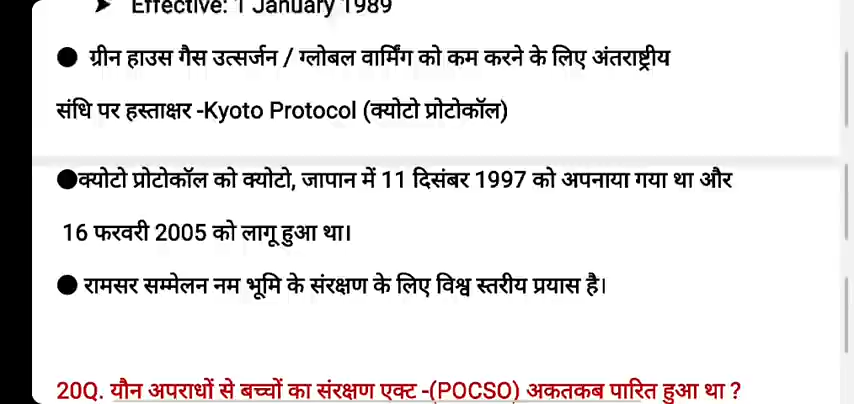 ➤ Effective: 1 January 1989
● ग्रीन हाउस गैस उत्सर्जन / ग्लोबल वार्मिंग को कम करने के लिए अंतराष्ट्रीय
संधि पर हस्ताक्षर -Kyoto Protocol (क्योटो प्रोटोकॉल)
●क्योटो प्रोटोकॉल को क्योटो, जापान में 11 दिसंबर 1997 को अपनाया गया था और
16 फरवरी 2005 को लागू हुआ था।
● रामसर सम्मेलन नम भूमि के संरक्षण के लिए विश्व स्तरीय प्रयास है।
20Q. यौन अपराधों से बच्चों का संरक्षण एक्ट -(POCSO) अकतकब पारित हुआ था ?